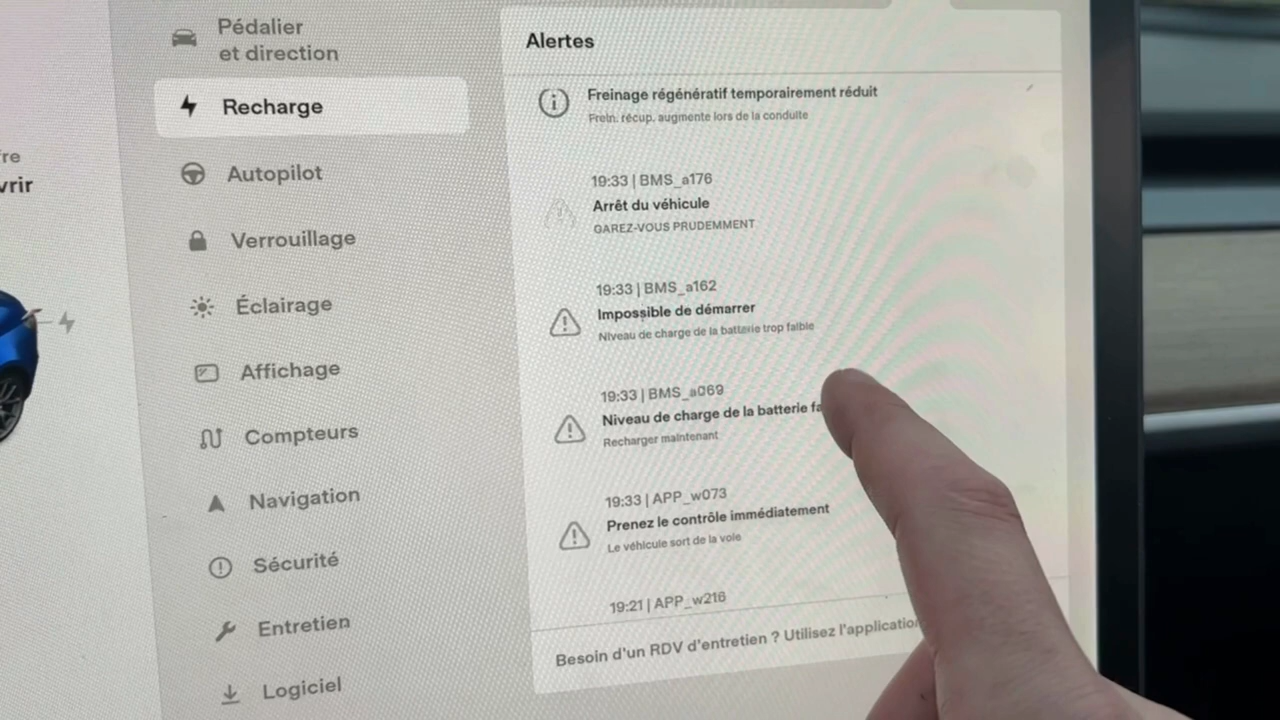 Pédalier
et direction
Recharge
Autopilot
Verrouillage
Éclairage
Affichage
Compteurs
Navigation
Sécurité
Entretien
Logiciel
vrir
Alertes
Freinage régénératif temporairement réduit
Frein. récup. augmente lors de la conduite
19:33 | BMS_a176
Arrêt du véhicule
GAREZ-VOUS PRUDEMMENT
19:33 | BMS_a162
Impossible de démarrer
Niveau de charge de la batterie trop faible
19:33 | BMS_a069
Niveau de charge de la batterie fa
Recharger maintenant
19:33 | APP_w073
Prenez le contrôle immédiatement
Le véhicule sort de la voie
19:21 | APP_w216
Besoin d'un RDV d'entretien ? Utilisez l'application